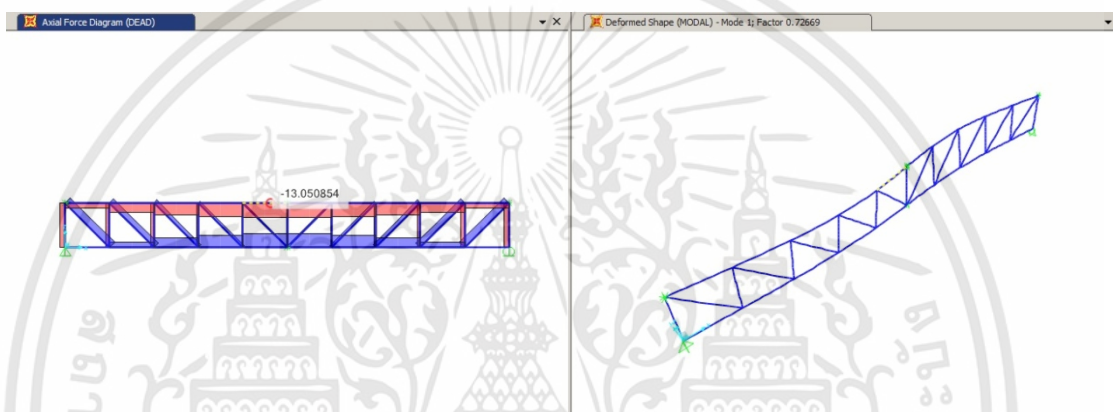 Axial Force Diagram (DEAD)
Deformed Shape (MODAL) - Mode 1; Factor 0.72669
-13.050854